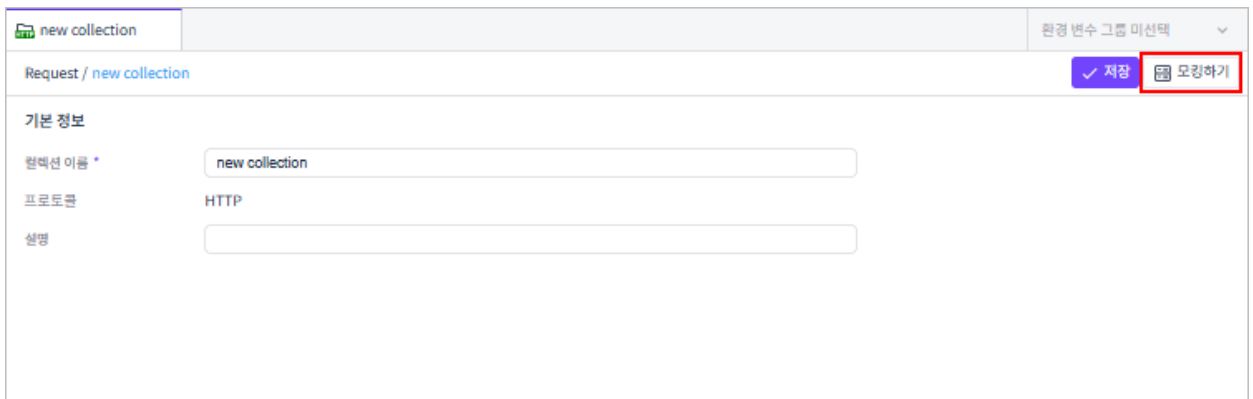 HTTP new collection
환경 변수 그룹 미선택
Request / new collection
저장
모킹하기
기본 정보
컬렉션 이름 *
new collection
프로토콜
HTTP
설명